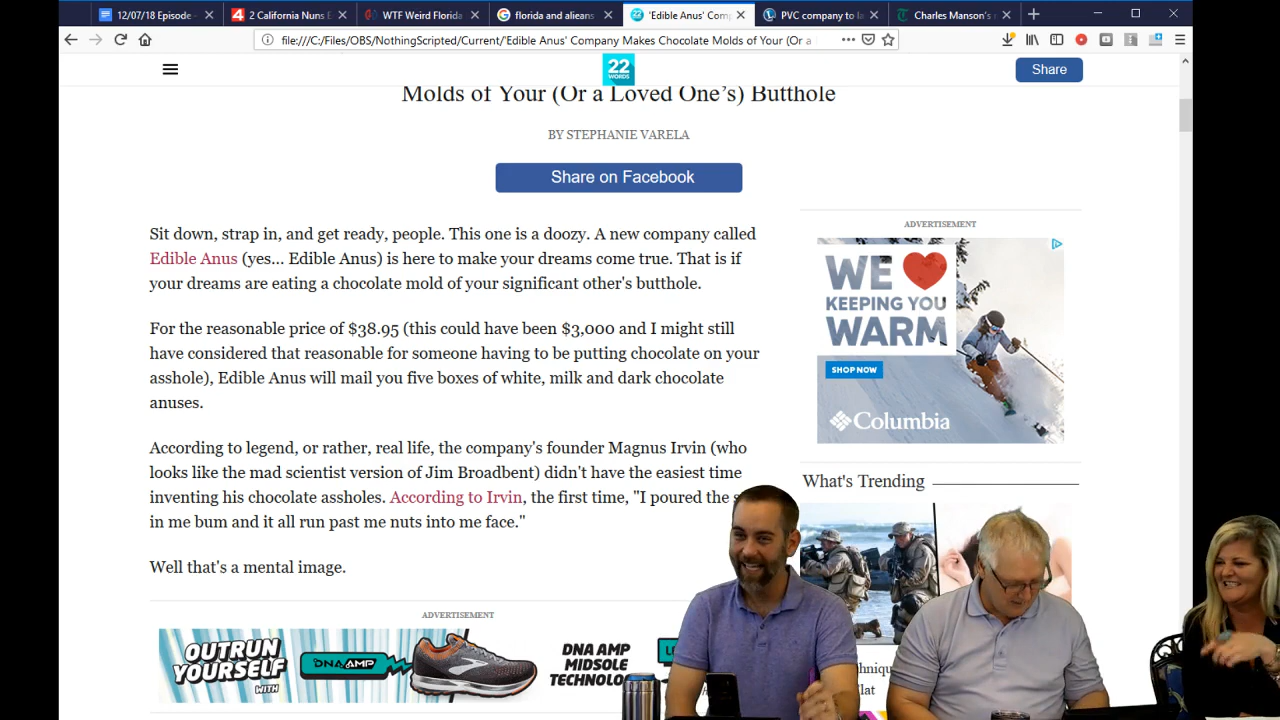 12/07/18 Episode -
2 California Nuns E
WTF Weird Florida
florida and alieans
'Edible Anus' Comp
PVC company to la
Charles Manson's r
file:///C:/Files/OBS/NothingScripted/Current/'Edible Anus' Company Makes Chocolate Molds of Your (Or a
22
WORDS
Share
Molds of Your (Or a Loved One's) Butthole
BY STEPHANIE VARELA
Share on Facebook
Sit down, strap in, and get ready, people. This one is a doozy. A new company called
Edible Anus (yes... Edible Anus) is here to make your dreams come true. That is if
your dreams are eating a chocolate mold of your significant other's butthole.
For the reasonable price of $38.95 (this could have been $3,000 and I might still
have considered that reasonable for someone having to be putting chocolate on your
asshole), Edible Anus will mail you five boxes of white, milk and dark chocolate
anuses.
According to legend, or rather, real life, the company's founder Magnus Irvin (who
looks like the mad scientist version of Jim Broadbent) didn't have the easiest time
inventing his chocolate assholes. According to Irvin, the first time, "I poured the
in me bum and it all run past me nuts into me face."
Well that's a mental image.
ADVERTISEMENT
OUTRUN
YOURSELF
WITH
DNA AMP
DNA AMP
MIDSOLE
ADVERTISEMENT
WE
KEEPING YOU
WARM
SHOP NOW
Columbia
What's Trending